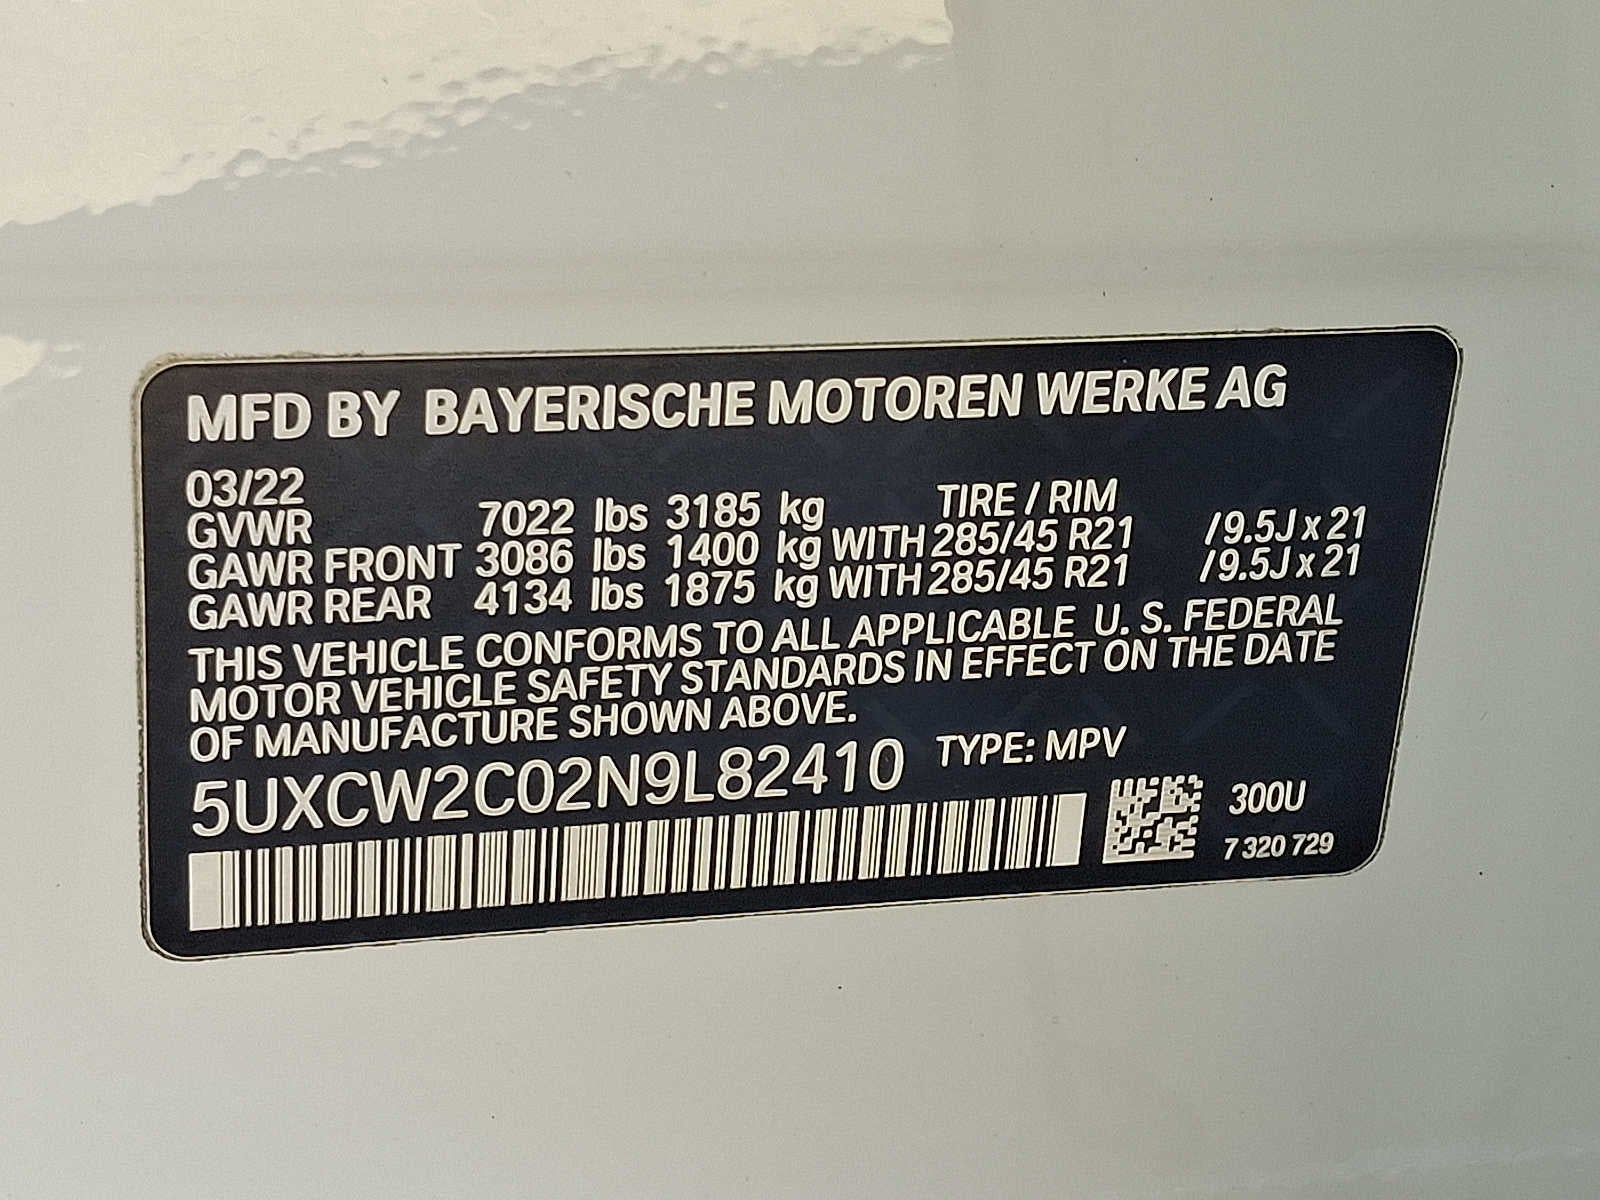 MFD BY BAYERISCHE MOTOREN WERKE AG
03/22
GVWR 7022 lbs 3185 kg TIRE / RIM
GAWR FRONT 3086 lbs 1400 kg WITH 285/45 R21 /9.5J x 21
GAWR REAR 4134 lbs 1875 kg WITH 285/45 R21 /9.5J x 21
THIS VEHICLE CONFORMS TO ALL APPLICABLE U. S. FEDERAL
MOTOR VEHICLE SAFETY STANDARDS IN EFFECT ON THE DATE
OF MANUFACTURE SHOWN ABOVE.
5UXCW2C02N9L82410 TYPE: MPV
300U
7 320 729